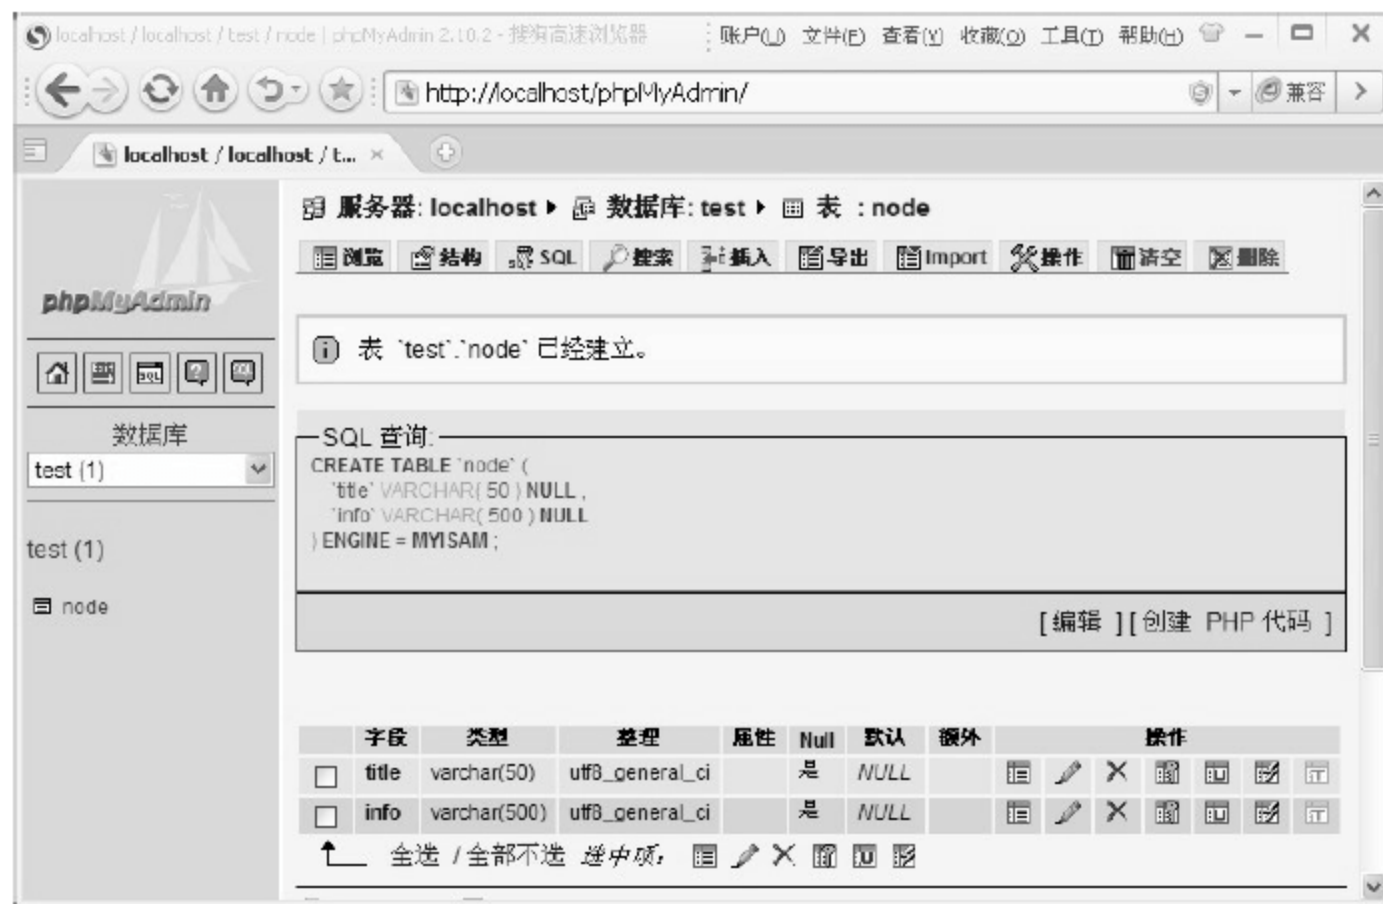 localhost / localhost / test / node | phpMyAdmin 2.10.2 - 搜狗高速浏览器 账户(U) 文件(F) 查看(V) 收藏(O) 工具(T) 帮助(H)
http://localhost/phpMyAdmin/ 兼容
localhost / localhost / t...
服务器: localhost 数据库: test 表 : node
浏览 结构 SQL 搜索 插入 导出 Import 操作 清空 删除
phpMyAdmin
表 `test`.`node` 已经建立。
数据库
test (1)
SQL 查询:
CREATE TABLE `node` (
`title` VARCHAR( 50 ) NULL ,
`info` VARCHAR( 500 ) NULL
) ENGINE = MYISAM ;
test (1)
node
[ 编辑 ] [ 创建 PHP 代码 ]
字段 类型 整理 属性 Null 默认 额外 操作
title varchar(50) utf8_general_ci 是 NULL
info varchar(500) utf8_general_ci 是 NULL
全选 / 全部不选 选中项: